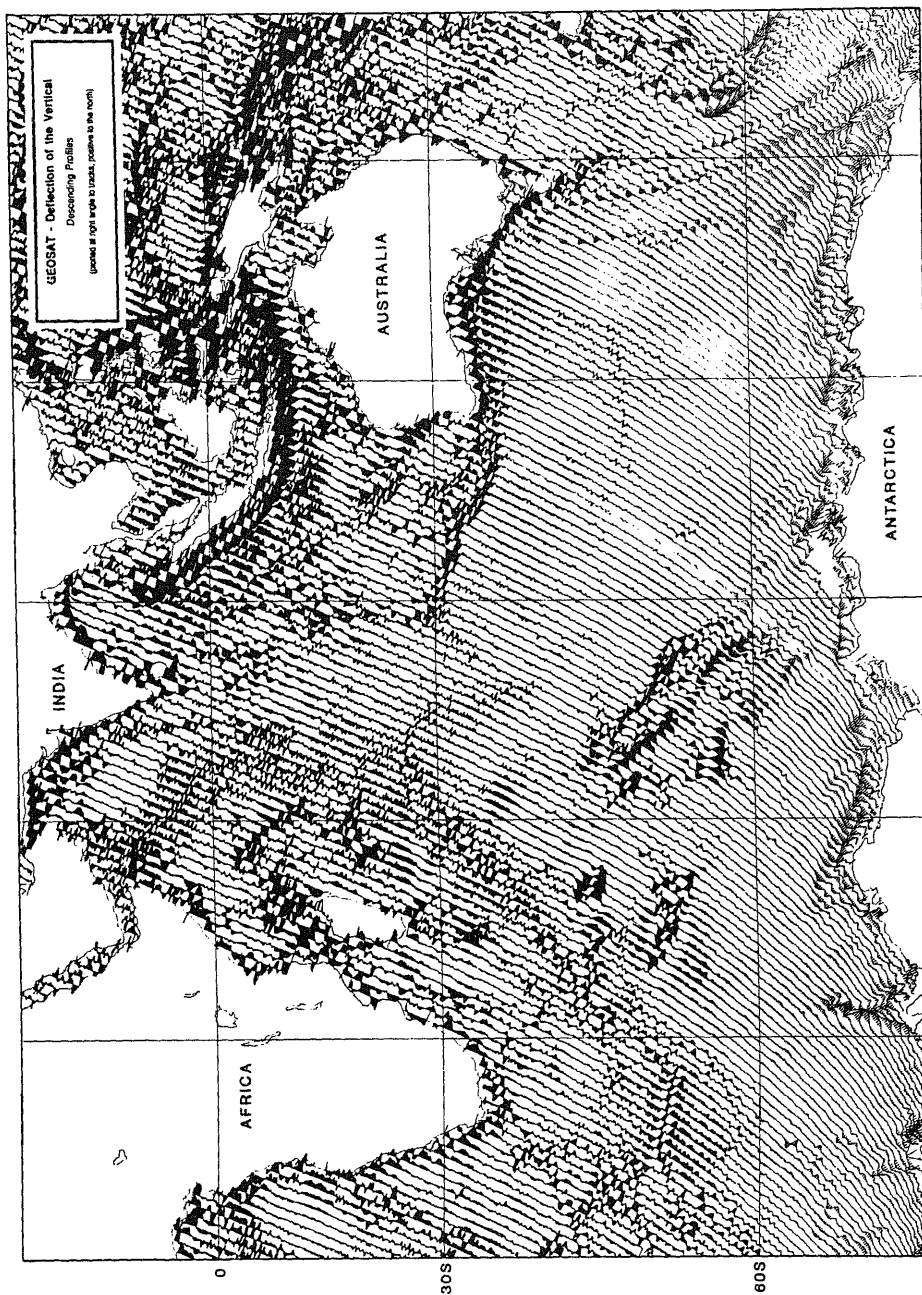 GEOSAT - Deflection of the Vertical
Descending Profiles
(plotted at right angle to tracks, positive to the north)
INDIA
AFRICA
AUSTRALIA
ANTARCTICA
0
30S
60S